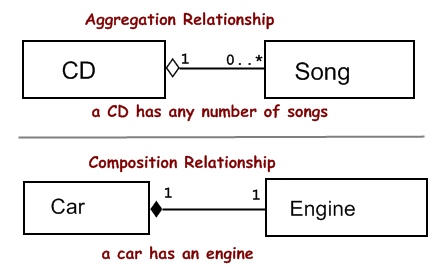 Aggregation Relationship
CD 1 0..* Song
a CD has any number of songs
Composition Relationship
Car 1 1 Engine
a car has an engine